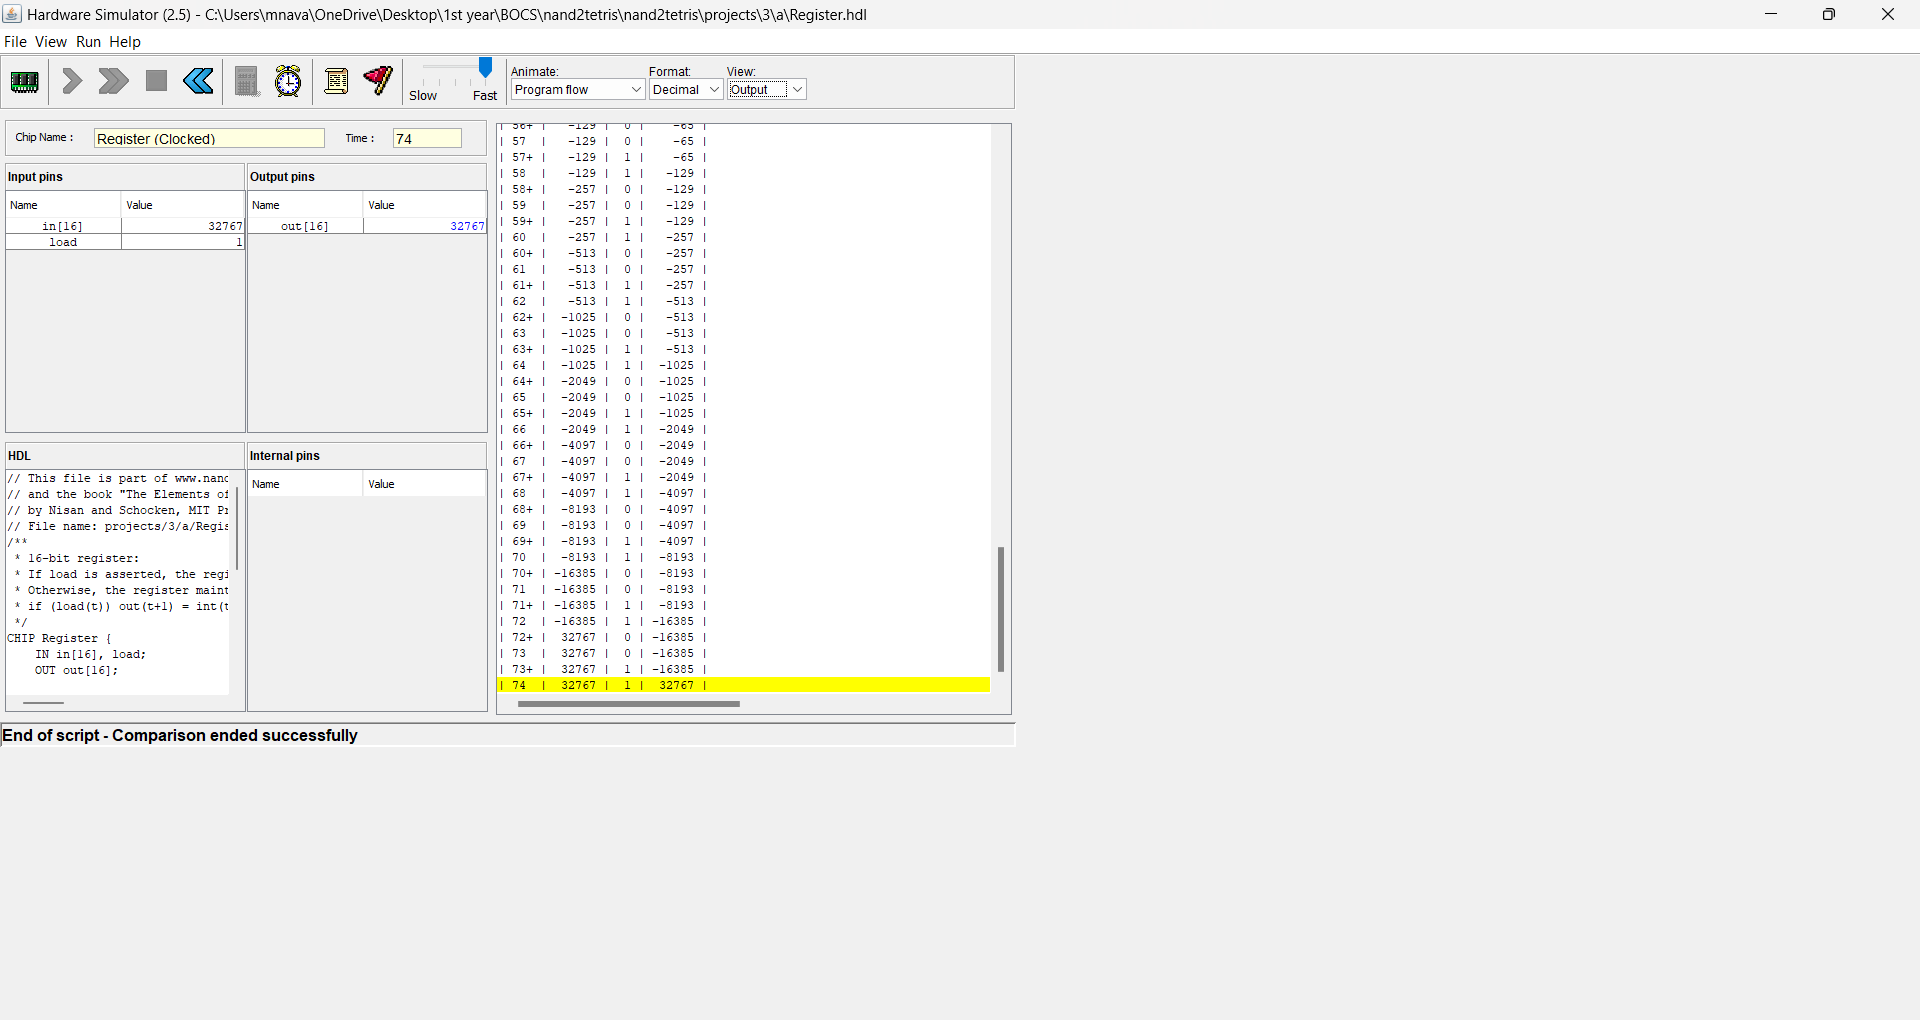 Hardware Simulator (2.5) - C:\Users\mnava\OneDrive\Desktop\1st year\BOCS\nand2tetris\nand2tetris\projects\3\a\Register.hdl
File View Run Help
Slow Fast
Animate:
Program flow
Format:
Decimal
View:
Output
Chip Name :
Register (Clocked)
Time :
74
Input pins
Name Value
in[16] 32767
load 1
Output pins
Name Value
out[16] 32767
HDL
// This file is part of www.nand
// and the book "The Elements of
// by Nisan and Schocken, MIT Pr
// File name: projects/3/a/Regis
/**
* 16-bit register:
* If load is asserted, the regi
* Otherwise, the register maint
* if (load(t)) out(t+1) = int(t
*/
CHIP Register {
IN in[16], load;
OUT out[16];
Internal pins
Name Value
| 56+ | -129 | 0 | -65 |
| 57 | -129 | 0 | -65 |
| 57+ | -129 | 1 | -65 |
| 58 | -129 | 1 | -129 |
| 58+ | -257 | 0 | -129 |
| 59 | -257 | 0 | -129 |
| 59+ | -257 | 1 | -129 |
| 60 | -257 | 1 | -257 |
| 60+ | -513 | 0 | -257 |
| 61 | -513 | 0 | -257 |
| 61+ | -513 | 1 | -257 |
| 62 | -513 | 1 | -513 |
| 62+ | -1025 | 0 | -513 |
| 63 | -1025 | 0 | -513 |
| 63+ | -1025 | 1 | -513 |
| 64 | -1025 | 1 | -1025 |
| 64+ | -2049 | 0 | -1025 |
| 65 | -2049 | 0 | -1025 |
| 65+ | -2049 | 1 | -1025 |
| 66 | -2049 | 1 | -2049 |
| 66+ | -4097 | 0 | -2049 |
| 67 | -4097 | 0 | -2049 |
| 67+ | -4097 | 1 | -2049 |
| 68 | -4097 | 1 | -4097 |
| 68+ | -8193 | 0 | -4097 |
| 69 | -8193 | 0 | -4097 |
| 69+ | -8193 | 1 | -4097 |
| 70 | -8193 | 1 | -8193 |
| 70+ | -16385 | 0 | -8193 |
| 71 | -16385 | 0 | -8193 |
| 71+ | -16385 | 1 | -8193 |
| 72 | -16385 | 1 | -16385 |
| 72+ | 32767 | 0 | -16385 |
| 73 | 32767 | 0 | -16385 |
| 73+ | 32767 | 1 | -16385 |
| 74 | 32767 | 1 | 32767 |
End of script - Comparison ended successfully